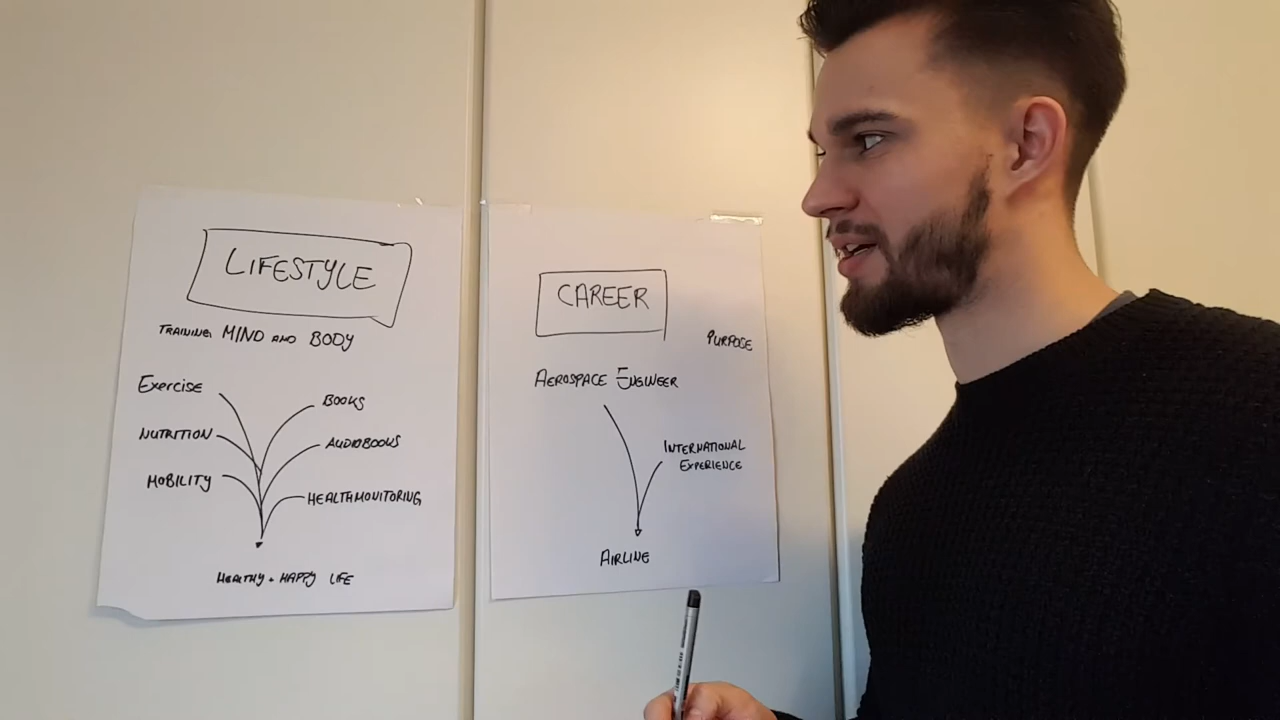 LIFESTYLE
TRAINING MIND AND BODY
Exercise
BOOKS
NUTRITION
AUDIOBOOKS
MOBILITY
HEALTHMONITORING
HEALTHY + HAPPY LIFE
CAREER
PURPOSE
AEROSPACE ENGINEER
INTERNATIONAL
EXPERIENCE
AIRLINE